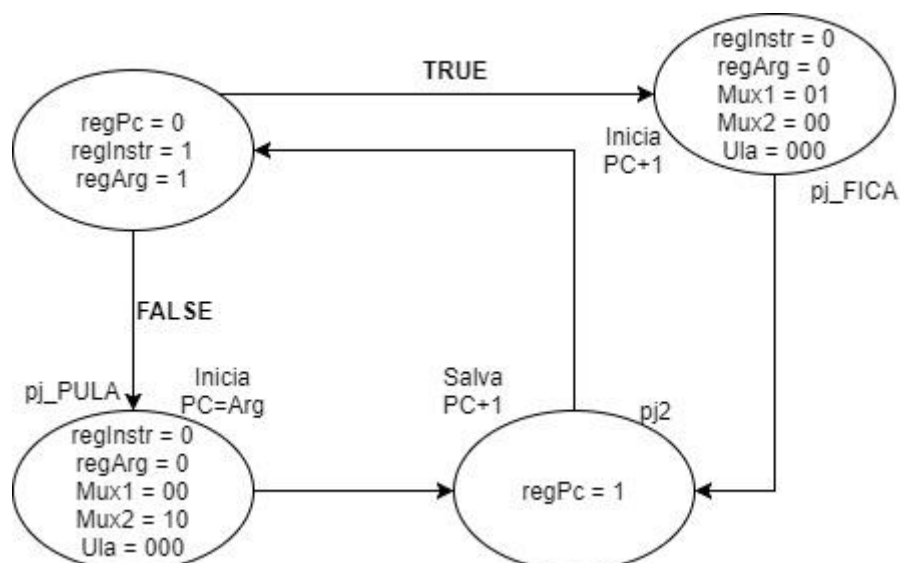 regPc = 0
regInstr = 1
regArg = 1
TRUE
regInstr = 0
regArg = 0
Mux1 = 01
Mux2 = 00
Ula = 000
Inicia
PC+1
pj_FICA
FALSE
pj_PULA
Inicia
PC=Arg
regInstr = 0
regArg = 0
Mux1 = 00
Mux2 = 10
Ula = 000
Salva
PC+1
pj2
regPc = 1